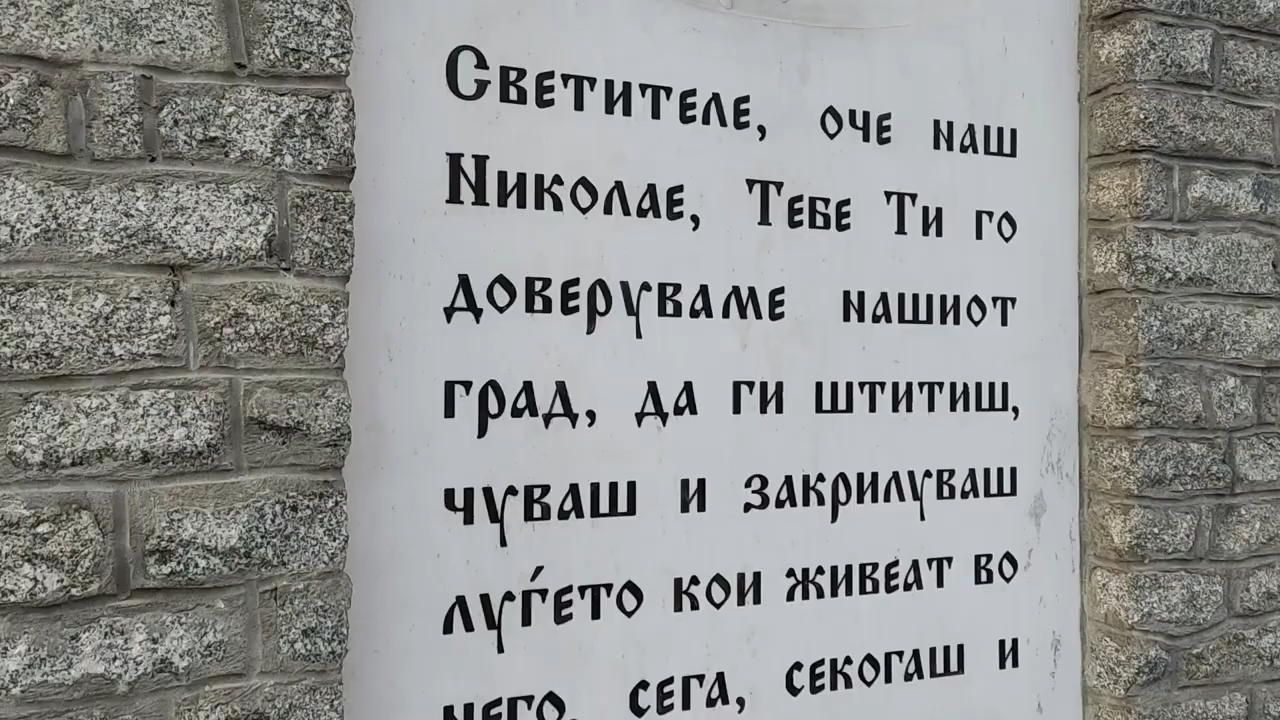 Светителе, оче наш
Николае, Тебе Ти го
доверуваме нашиот
град, да ги штитиш,
чуваш и закрилуваш
луѓето кои живеат во
него, сега, секогаш и